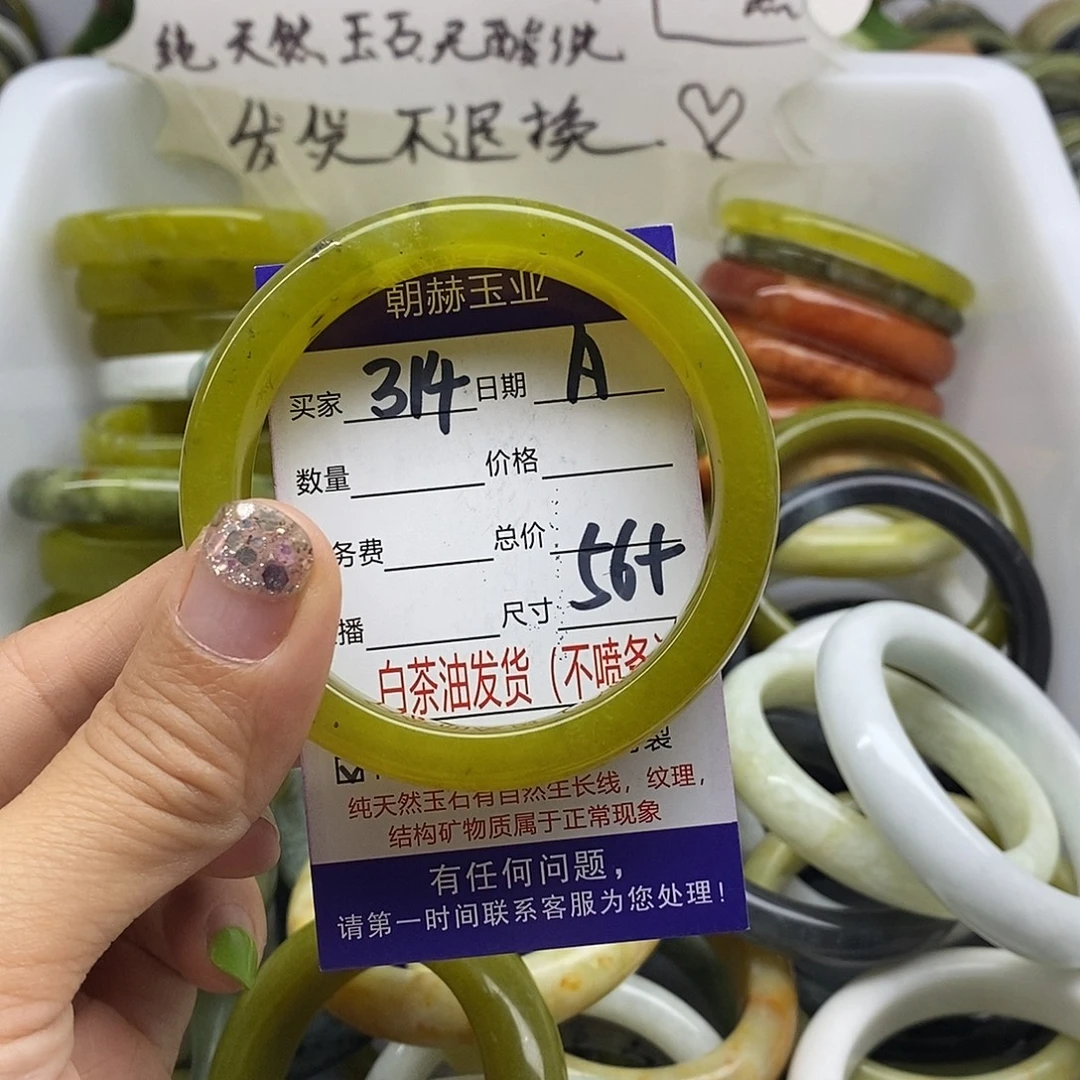 纯天然玉石无酸洗
发货不退换
朝赫玉业
买家 314 日期 A
数量 价格
务费 总价
播 尺寸 56+
白茶油发货（不喷务
裂
纯天然玉石有自然生长线，纹理，
结构矿物质属于正常现象
有任何问题，
请第一时间联系客服为您处理！